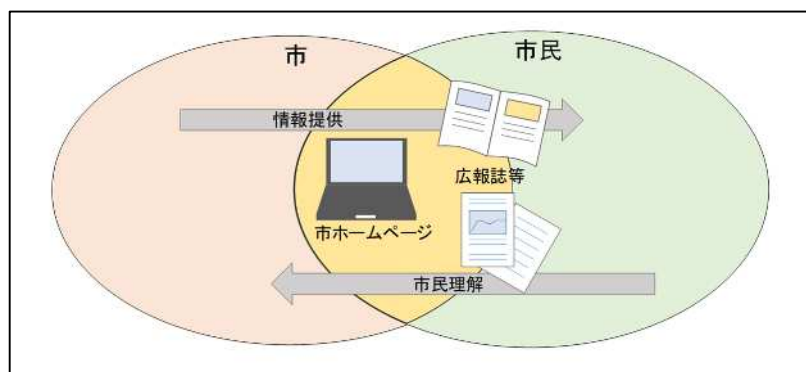 市
市民
情報提供
広報誌等
市ホームページ
市民理解